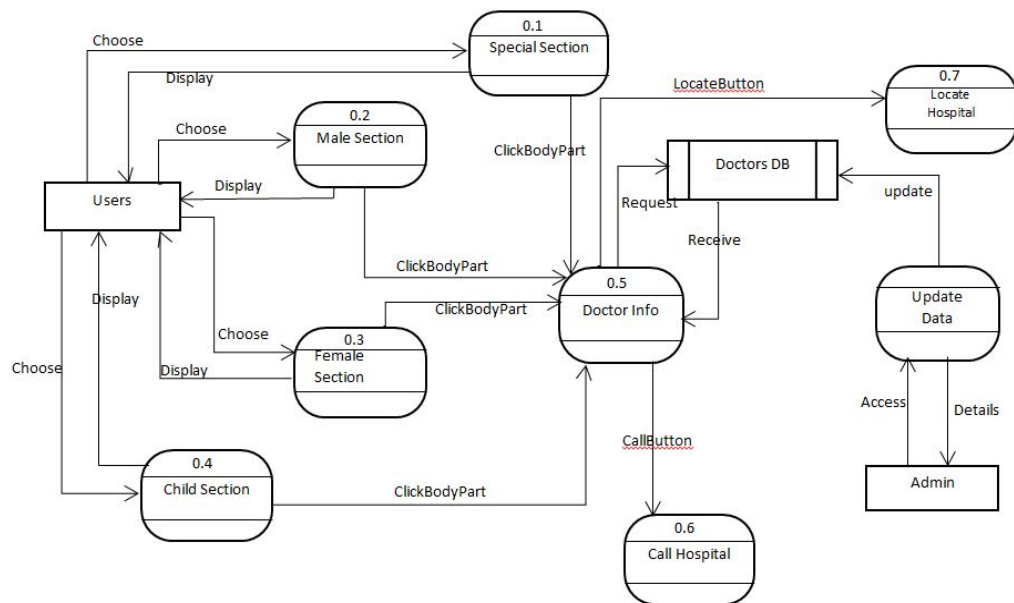 0.1
Special Section
Choose
Display
0.2
Male Section
Choose
Display
Users
0.7
Locate
Hospital
LocateButton
ClickBodyPart
Doctors DB
Request
Receive
update
ClickBodyPart
0.5
Doctor Info
ClickBodyPart
Display
Choose
0.3
Female
Section
Display
Choose
Update
Data
Access
Details
Admin
CallButton
0.4
Child Section
ClickBodyPart
0.6
Call Hospital